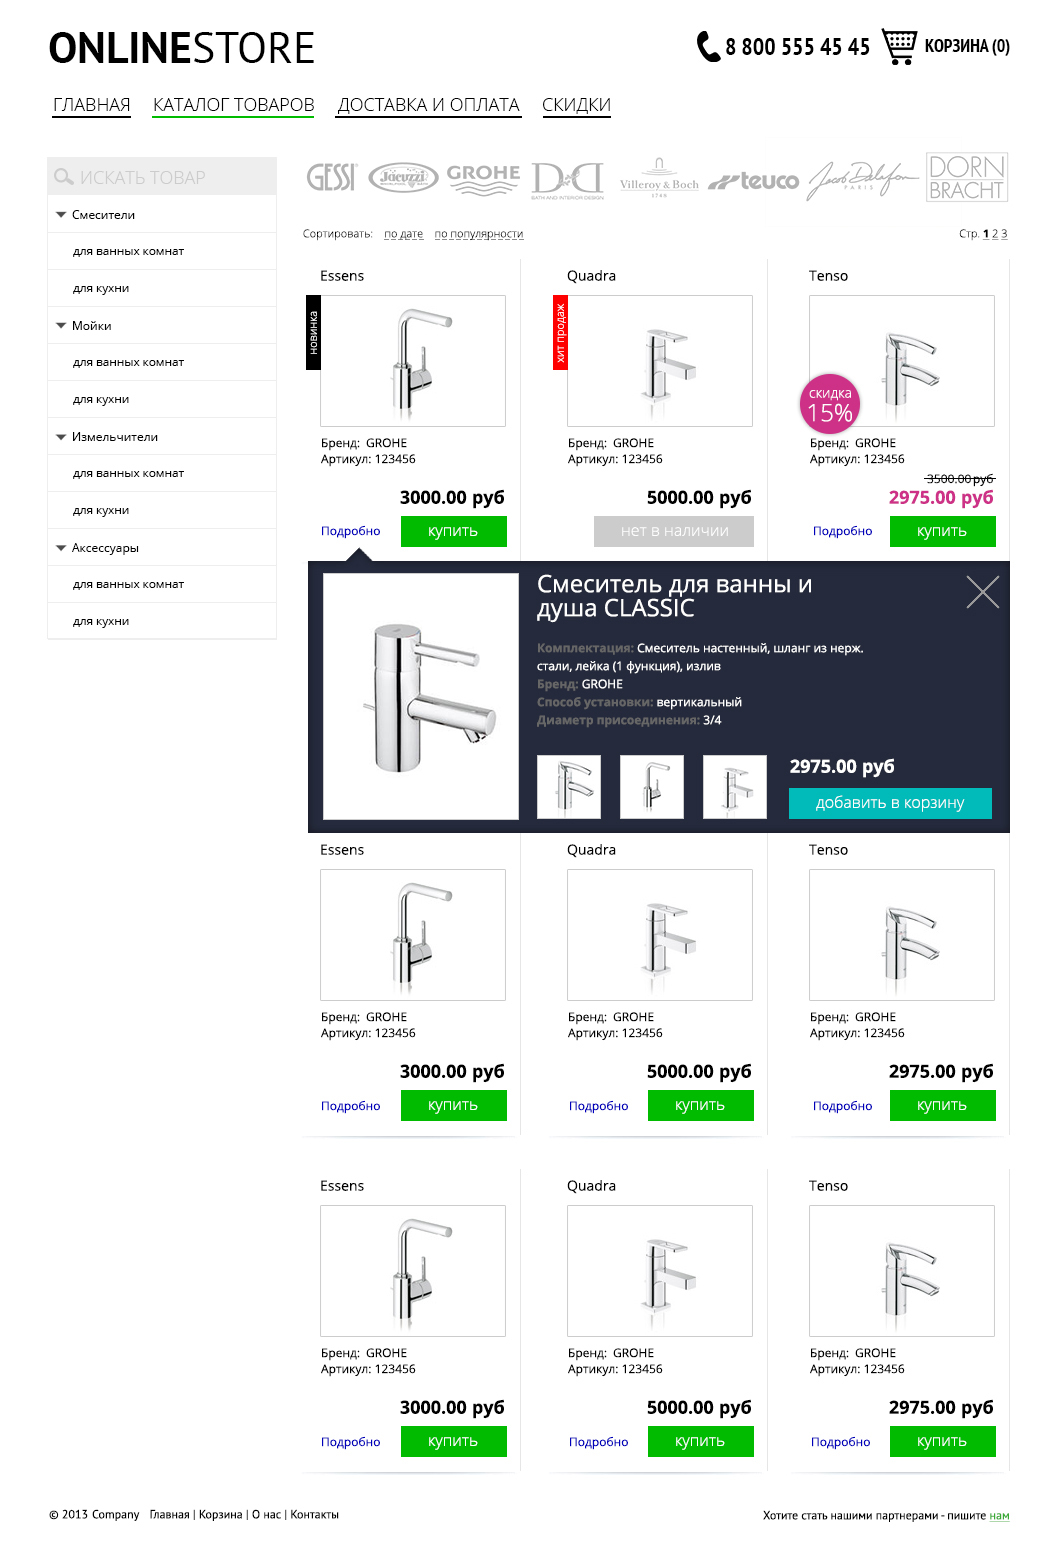 ONLINESTORE
8 800 555 45 45
КОРЗИНА (0)
ГЛАВНАЯ КАТАЛОГ ТОВАРОВ ДОСТАВКА И ОПЛАТА СКИДКИ
ИСКАТЬ ТОВАР
Смесители
для ванных комнат
для кухни
Мойки
для ванных комнат
для кухни
Измельчители
для ванных комнат
для кухни
Аксессуары
для ванных комнат
для кухни
GESSI
Jacuzzi
GROHE
D&D
BATH AND INTERIOR DESIGN
Villeroy & Boch
1748
teuco
Jacob Delafon
PARIS
DORN
BRACHT
Сортировать: по дате по популярности
Стр. 1 2 3
Essens
новинка
Бренд: GROHE
Артикул: 123456
3000.00 руб
Подробно купить
Quadra
хит продаж
Бренд: GROHE
Артикул: 123456
5000.00 руб
нет в наличии
Tenso
скидка
15%
Бренд: GROHE
Артикул: 123456
3500.00 руб
2975.00 руб
Подробно купить
Смеситель для ванны и
душа CLASSIC
Комплектация: Смеситель настенный, шланг из нерж.
стали, лейка (1 функция), излив
Бренд: GROHE
Способ установки: вертикальный
Диаметр присоединения: 3/4
2975.00 руб
добавить в корзину
Essens
Бренд: GROHE
Артикул: 123456
3000.00 руб
Подробно купить
Quadra
Бренд: GROHE
Артикул: 123456
5000.00 руб
Подробно купить
Tenso
Бренд: GROHE
Артикул: 123456
2975.00 руб
Подробно купить
Essens
Бренд: GROHE
Артикул: 123456
3000.00 руб
Подробно купить
Quadra
Бренд: GROHE
Артикул: 123456
5000.00 руб
Подробно купить
Tenso
Бренд: GROHE
Артикул: 123456
2975.00 руб
Подробно купить
© 2013 Company Главная | Корзина | О нас | Контакты
Хотите стать нашими партнерами - пишите нам